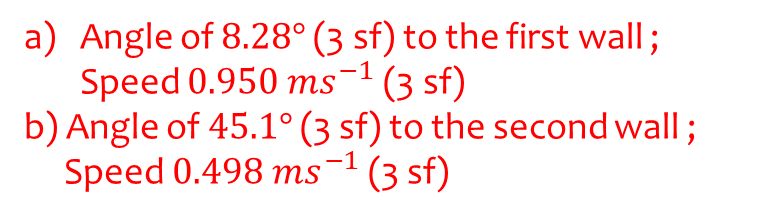 a) Angle of 8.28° (3 sf) to the first wall;
Speed 0.950 ms⁻¹ (3 sf)
b) Angle of 45.1° (3 sf) to the second wall;
Speed 0.498 ms⁻¹ (3 sf)